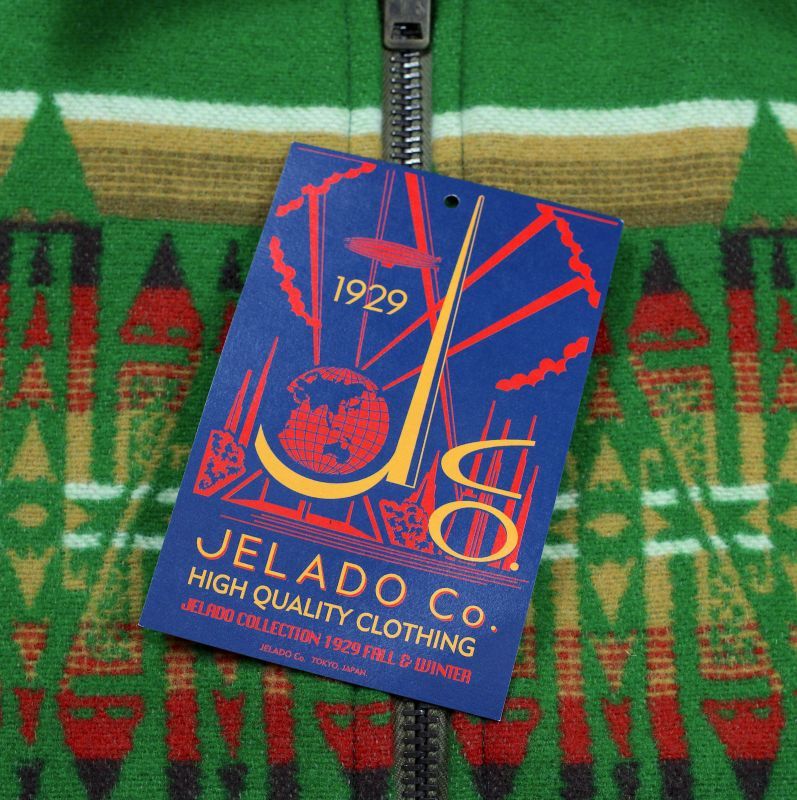 1929
J Co.
JELADO Co.
HIGH QUALITY CLOTHING
JELADO COLLECTION 1929 FALL & WINTER
JELADO Co. TOKYO, JAPAN.